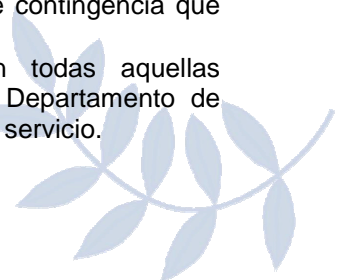 contingencia que
todas aquellas
Departamento de
servicio.